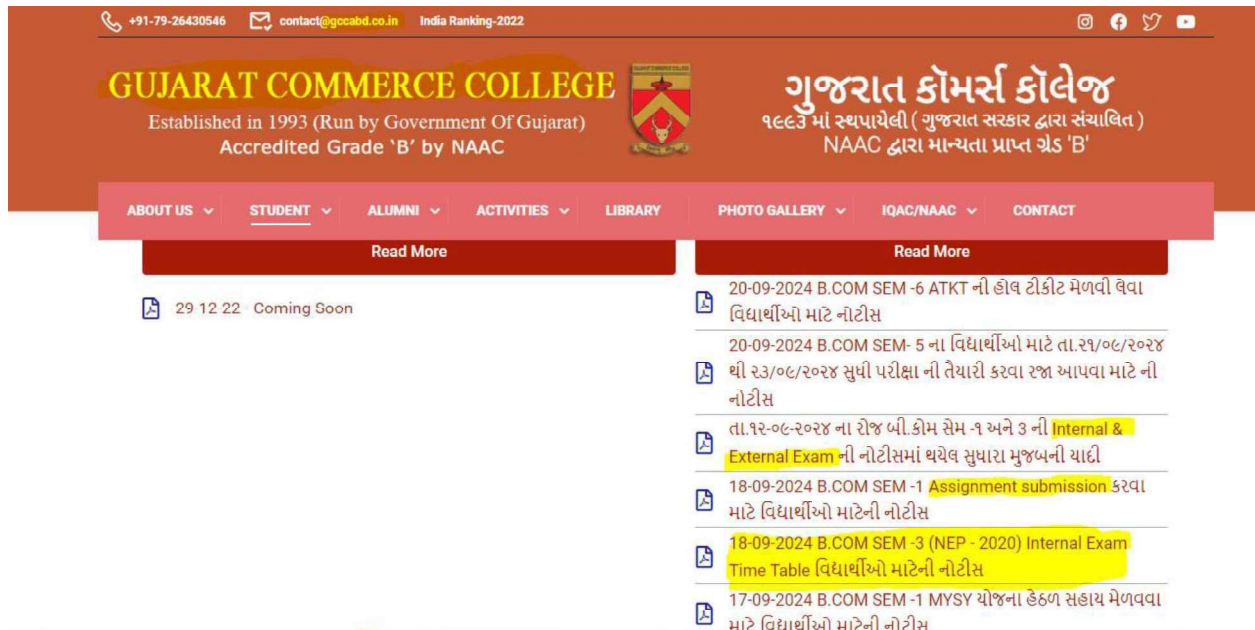 +91-79-26430546 contact@gccabd.co.in India Ranking-2022
GUJARAT COMMERCE COLLEGE
Established in 1993 (Run by Government Of Gujarat)
Accredited Grade `B' by NAAC
ગુજરાત કૉમર્સ કૉલેજ
૧૯૯૩ માં સ્થપાયેલી ( ગુજરાત સરકાર દ્વારા સંચાલિત )
NAAC દ્વારા માન્યતા પ્રાપ્ત ગ્રેડ 'B'
ABOUT US STUDENT ALUMNI ACTIVITIES LIBRARY PHOTO GALLERY IQAC/NAAC CONTACT
Read More
29 12 22 Coming Soon
Read More
20-09-2024 B.COM SEM -6 ATKT ની હોલ ટીકીટ મેળવી લેવા
વિદ્યાર્થીઓ માટે નોટીસ
20-09-2024 B.COM SEM- 5 ના વિદ્યાર્થીઓ માટે તા.૨૧/૦૯/૨૦૨૪
થી ૨૩/૦૯/૨૦૨૪ સુધી પરીક્ષા ની તૈયારી કરવા રજા આપવા માટે ની
નોટીસ
તા.૧૨-૦૯-૨૦૨૪ ના રોજ બી.કોમ સેમ -૧ અને 3 ની Internal &
External Exam ની નોટીસમાં થયેલ સુધારા મુજબની યાદી
18-09-2024 B.COM SEM -1 Assignment submission કરવા
માટે વિદ્યાર્થીઓ માટેની નોટીસ
18-09-2024 B.COM SEM -3 (NEP - 2020) Internal Exam
Time Table વિદ્યાર્થીઓ માટેની નોટીસ
17-09-2024 B.COM SEM -1 MYSY યોજના હેઠળ સહાય મેળવવા
માટે વિદ્યાર્થીઓ માટેની નોટીસ